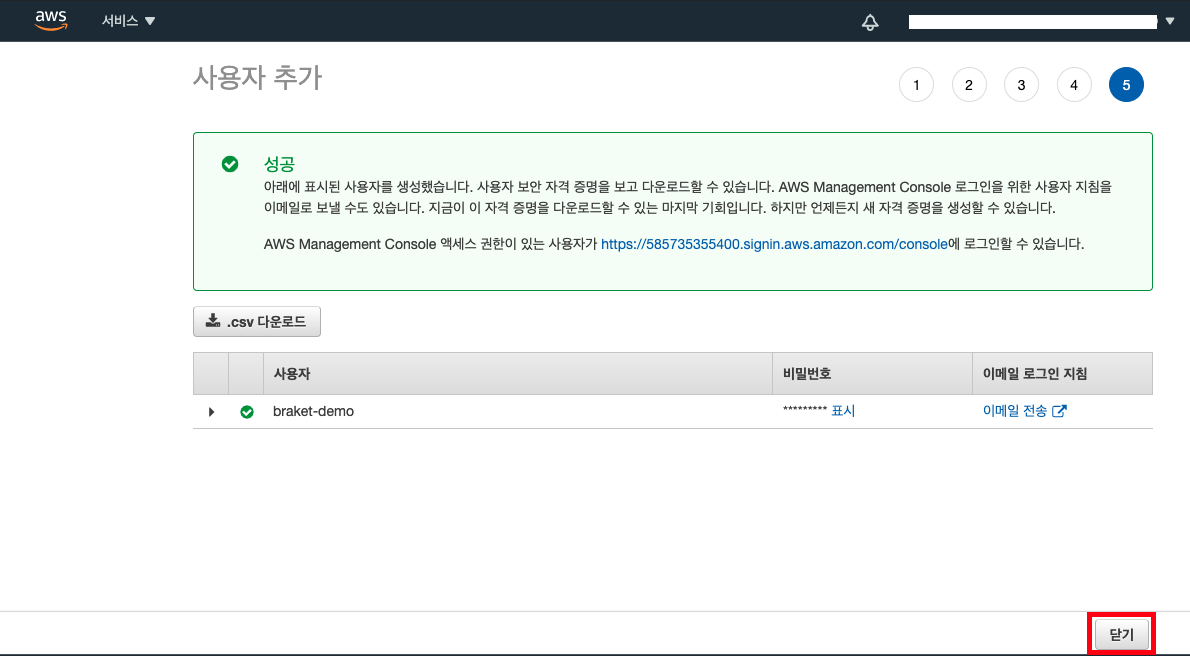 aws 서비스
사용자 추가
1 2 3 4 5
성공
아래에 표시된 사용자를 생성했습니다. 사용자 보안 자격 증명을 보고 다운로드할 수 있습니다. AWS Management Console 로그인을 위한 사용자 지침을
이메일로 보낼 수도 있습니다. 지금이 이 자격 증명을 다운로드할 수 있는 마지막 기회입니다. 하지만 언제든지 새 자격 증명을 생성할 수 있습니다.
AWS Management Console 액세스 권한이 있는 사용자가 https://585735355400.signin.aws.amazon.com/console에 로그인할 수 있습니다.
.csv 다운로드
사용자 비밀번호 이메일 로그인 지침
braket-demo ********* 표시 이메일 전송
닫기